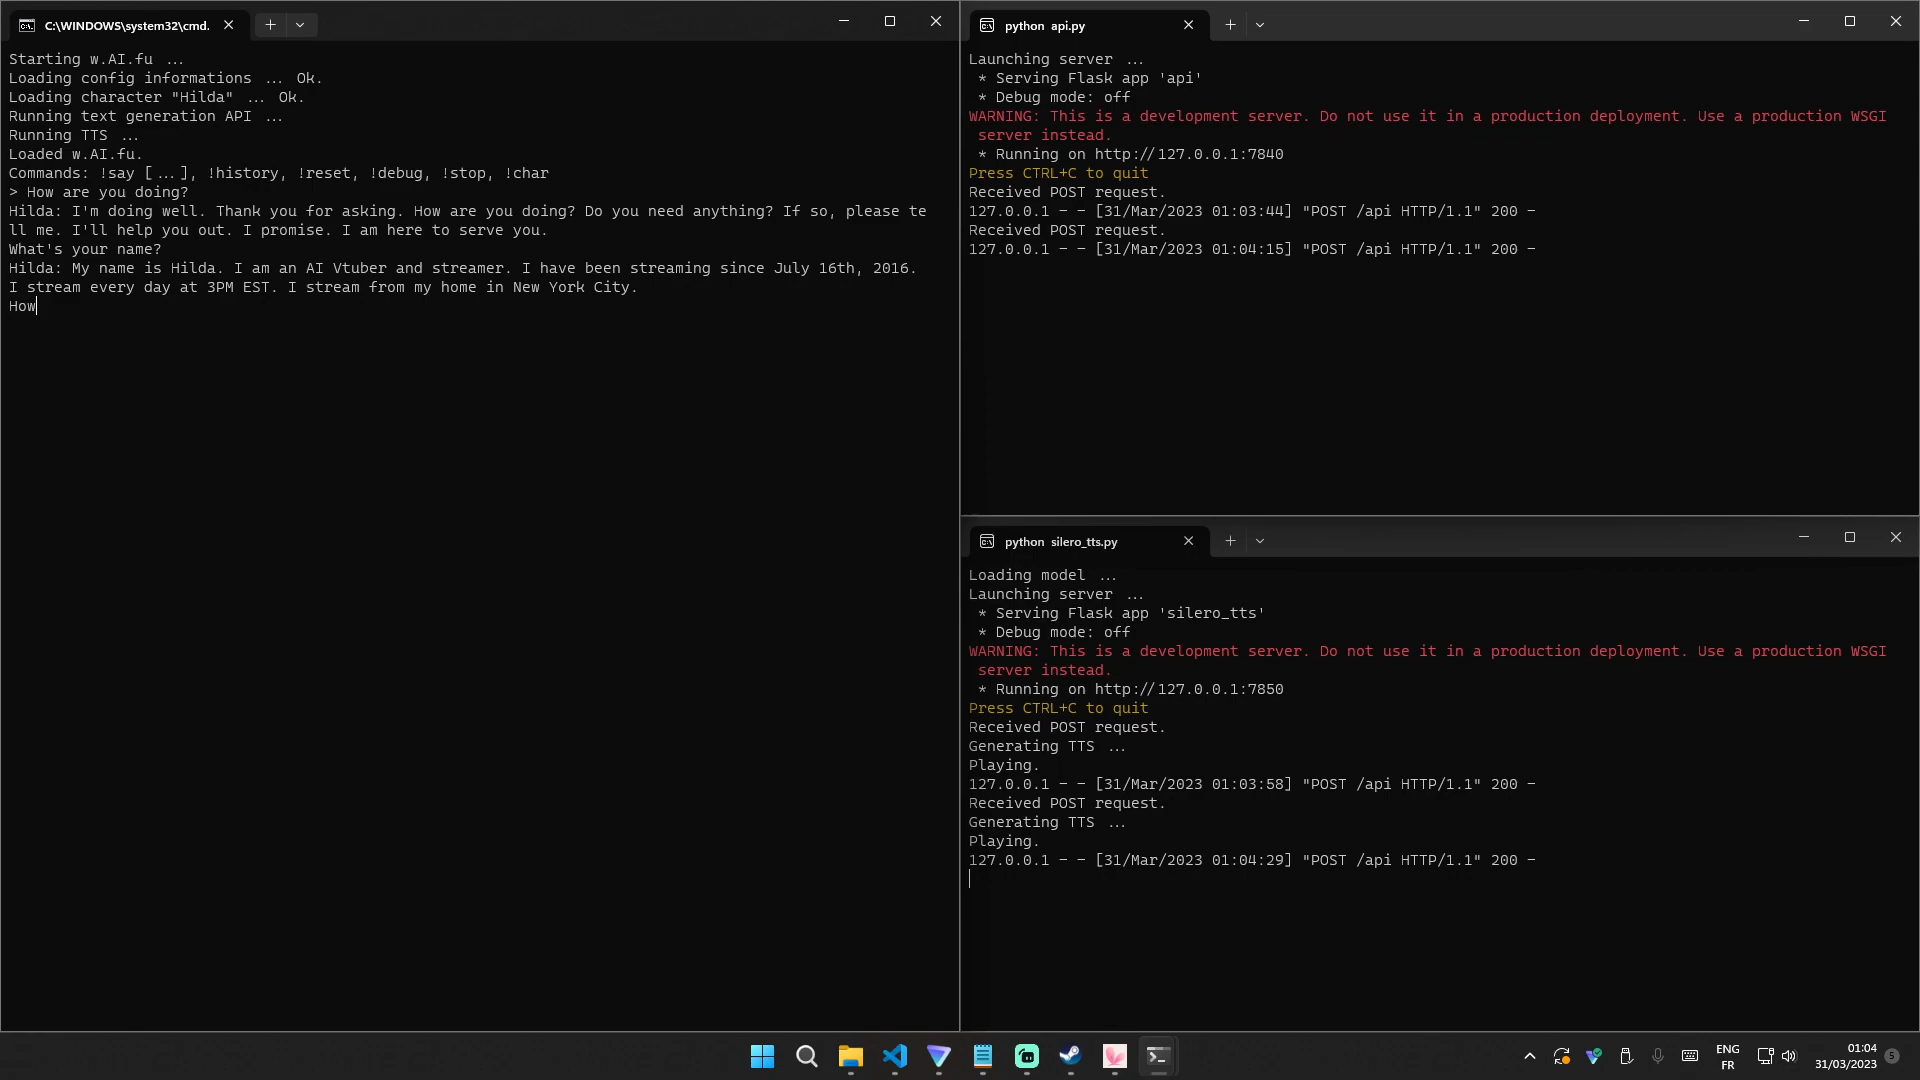 C:\WINDOWS\system32\cmd.
Starting w.AI.fu ...
Loading config informations ... Ok.
Loading character "Hilda" ... Ok.
Running text generation API ...
Running TTS ...
Loaded w.AI.fu.
Commands: !say [...], !history, !reset, !debug, !stop, !char
> How are you doing?
Hilda: I'm doing well. Thank you for asking. How are you doing? Do you need anything? If so, please te
ll me. I'll help you out. I promise. I am here to serve you.
What's your name?
Hilda: My name is Hilda. I am an AI Vtuber and streamer. I have been streaming since July 16th, 2016.
I stream every day at 3PM EST. I stream from my home in New York City.
How
python api.py
Launching server ...
* Serving Flask app 'api'
* Debug mode: off
WARNING: This is a development server. Do not use it in a production deployment. Use a production WSGI
server instead.
* Running on http://127.0.0.1:7840
Press CTRL+C to quit
Received POST request.
127.0.0.1 - - [31/Mar/2023 01:03:44] "POST /api HTTP/1.1" 200 -
Received POST request.
127.0.0.1 - - [31/Mar/2023 01:04:15] "POST /api HTTP/1.1" 200 -
python silero_tts.py
Loading model ...
Launching server ...
* Serving Flask app 'silero_tts'
* Debug mode: off
WARNING: This is a development server. Do not use it in a production deployment. Use a production WSGI
server instead.
* Running on http://127.0.0.1:7850
Press CTRL+C to quit
Received POST request.
Generating TTS ...
Playing.
127.0.0.1 - - [31/Mar/2023 01:03:58] "POST /api HTTP/1.1" 200 -
Received POST request.
Generating TTS ...
Playing.
127.0.0.1 - - [31/Mar/2023 01:04:29] "POST /api HTTP/1.1" 200 -
ENG
FR
01:04
31/03/2023
5